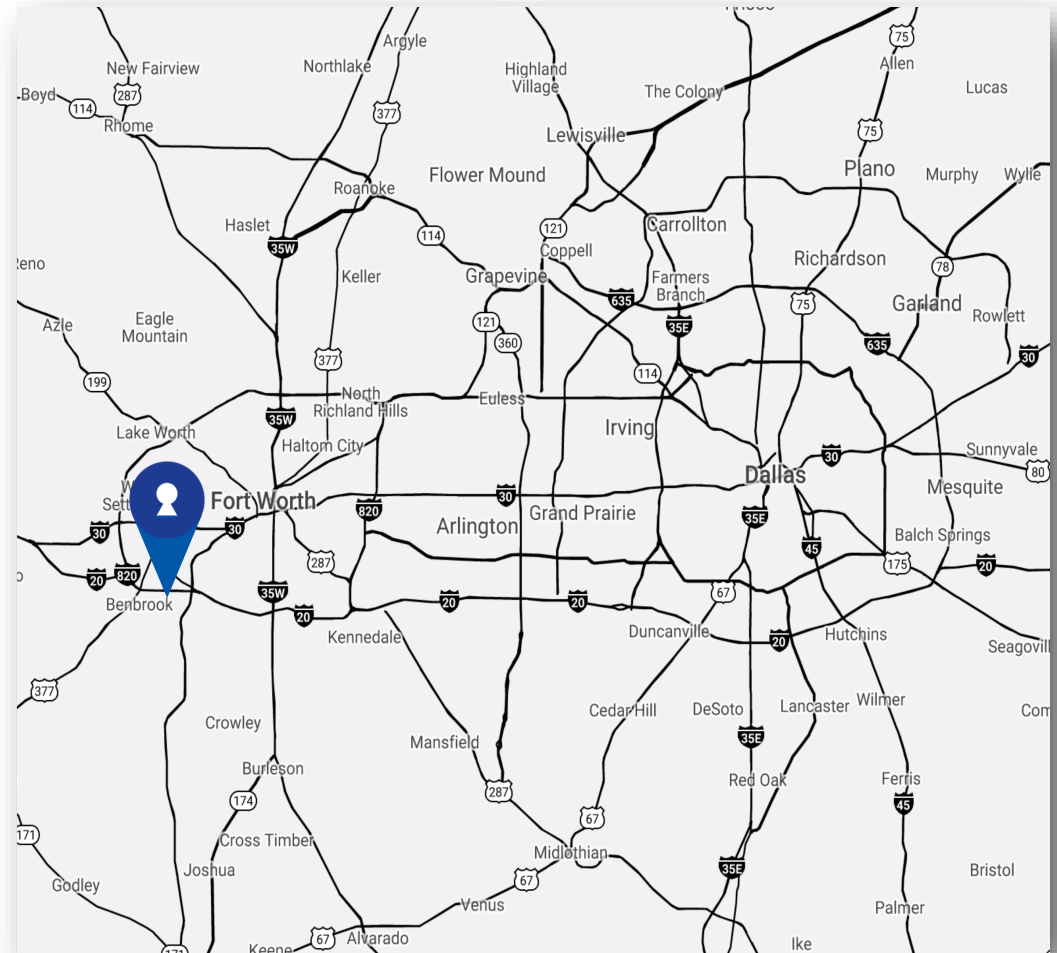 Argyle
75
New Fairview
Northlake
Highland
Village
Allen
Boyd
114
287
377
The Colony
Lucas
Rhome
Lewisville
75
Roanoke
Flower Mound
Plano
Murphy
Wylie
Haslet
35W
114
121
Coppell
Carrollton
Richardson
78
Keller
Grapevine
635
Farmers
Branch
75
Garland
Azle
Eagle
Mountain
121
360
35E
635
Rowlett
30
377
114
199
North
Richland Hills
Euless
35W
Lake Worth
Haltom City
Irving
30
Sunnyvale
80
Fort Worth
Dallas
Mesquite
30
30
820
30
Arlington
Grand Prairie
35E
45
Balch Springs
20
820
287
175
20
Benbrook
35W
20
20
20
67
Kennedale
Duncanville
20
Hutchins
377
Crowley
Cedar Hill
DeSoto
Lancaster
Wilmer
Mansfield
35E
Burleson
287
Red Oak
Ferris
174
67
45
171
Cross Timber
Midlothian
35E
Joshua
Godley
67
Bristol
Venus
Palmer
67
Alvarado
Keene
171
Ike